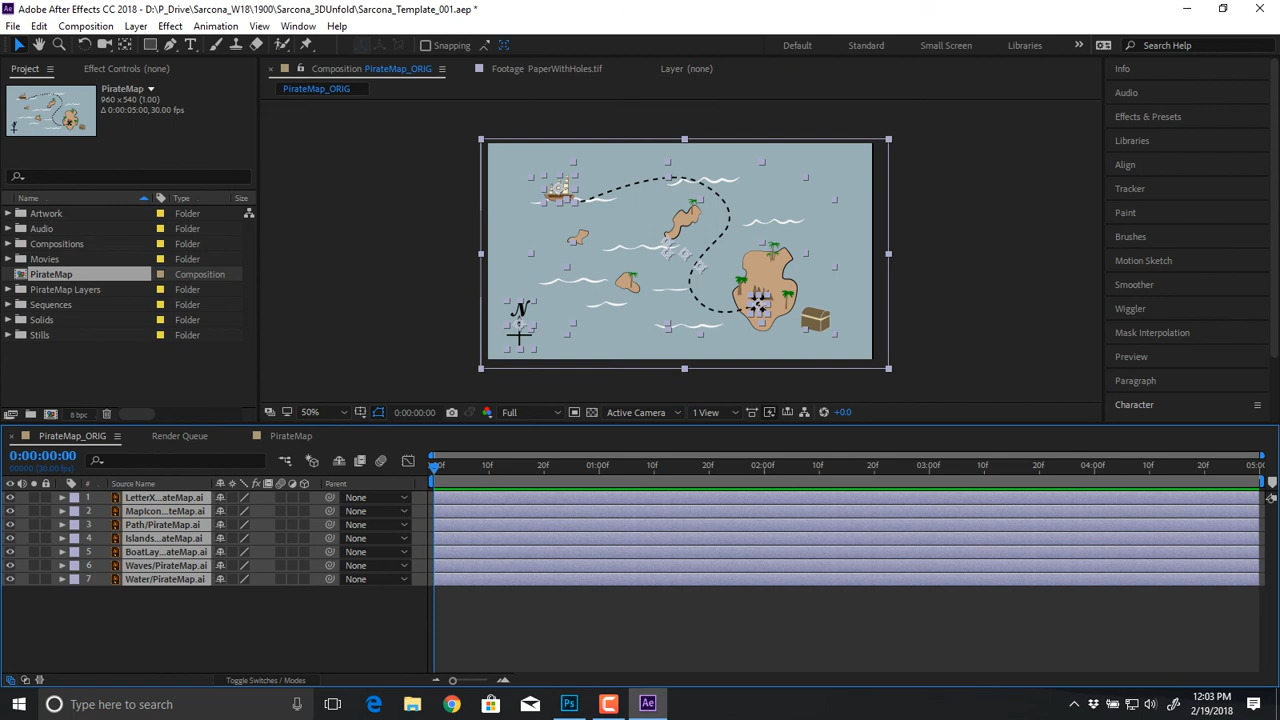 Adobe After Effects CC 2018 - D:\P_Drive\Sarcona_W18\1900\Sarcona_3DUnfold\Sarcona_Template_001.aep *
File Edit Composition Layer Effect Animation View Window Help
Snapping Default Standard Small Screen Libraries Search Help
Project Effect Controls (none) Composition PirateMap_ORIG Footage PaperWithHoles.tif Layer (none) Info
PirateMap
960 x 540 (1.00)
Δ 0:00:05:00, 30.00 fps
PirateMap_ORIG
Audio
Effects & Presets
Libraries
Align
Tracker
Paint
Brushes
Motion Sketch
Smoother
Wiggler
Mask Interpolation
Preview
Paragraph
Character
Name Type Size
Artwork Folder
Audio Folder
Compositions Folder
Movies Folder
PirateMap Composition
PirateMap Layers Folder
Sequences Folder
Solids Folder
Stills Folder
N
8 bpc
50% 0:00:00:00 Full Active Camera 1 View +0.0
PirateMap_ORIG Render Queue PirateMap
0:00:00:00
00000 (30.00 fps)
10f 20f 01:00f 10f 20f 02:00f 10f 20f 03:00f 10f 20f 04:00f 10f 20f 05:00
# Source Name Parent
1 LetterX...ateMap.ai None
2 MapIcon...teMap.ai None
3 Path/PirateMap.ai None
4 Islands...ateMap.ai None
5 BoatLay...ateMap.ai None
6 Waves/PirateMap.ai None
7 Water/PirateMap.ai None
Toggle Switches / Modes
Type here to search
12:03 PM
2/19/2018